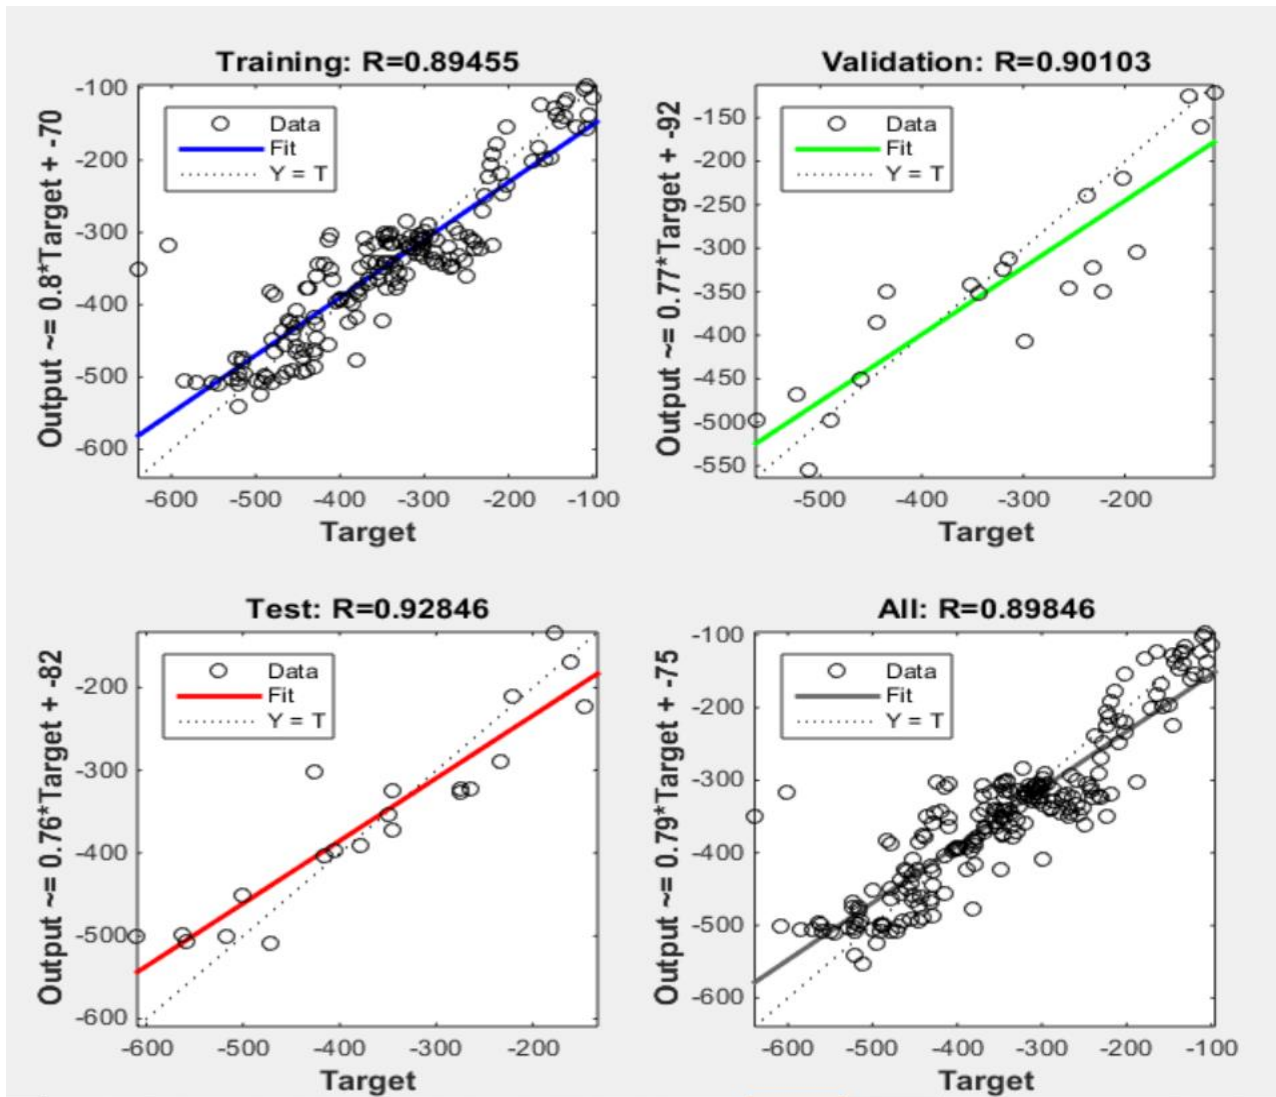 Training: R=0.89455
Output ~= 0.8*Target + -70
-100
-200
-300
-400
-500
-600
Data
Fit
Y = T
-600 -500 -400 -300 -200 -100
Target
Validation: R=0.90103
Output ~= 0.77*Target + -92
-150
-200
-250
-300
-350
-400
-450
-500
-550
Data
Fit
Y = T
-500 -400 -300 -200
Target
Test: R=0.92846
Output ~= 0.76*Target + -82
-200
-300
-400
-500
-600
Data
Fit
Y = T
-600 -500 -400 -300 -200
Target
All: R=0.89846
Output ~= 0.79*Target + -75
-100
-200
-300
-400
-500
-600
Data
Fit
Y = T
-600 -500 -400 -300 -200 -100
Target